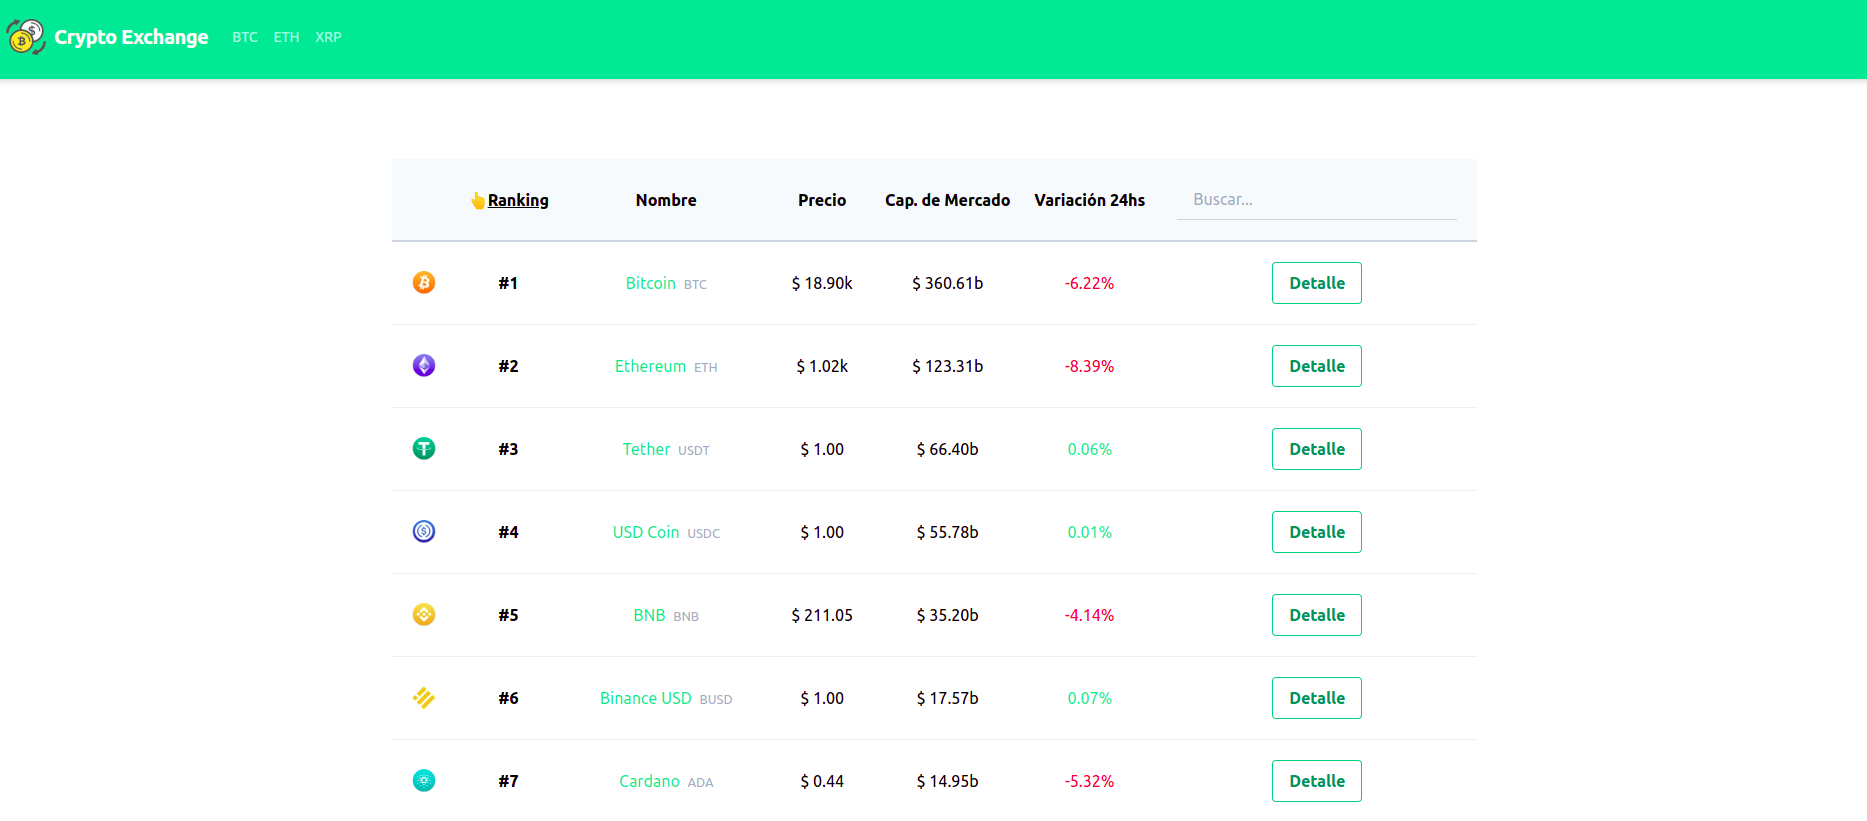 Crypto Exchange BTC ETH XRP
👆Ranking Nombre Precio Cap. de Mercado Variación 24hs Buscar...
#1 Bitcoin BTC $ 18.90k $ 360.61b -6.22% Detalle
#2 Ethereum ETH $ 1.02k $ 123.31b -8.39% Detalle
#3 Tether USDT $ 1.00 $ 66.40b 0.06% Detalle
#4 USD Coin USDC $ 1.00 $ 55.78b 0.01% Detalle
#5 BNB BNB $ 211.05 $ 35.20b -4.14% Detalle
#6 Binance USD BUSD $ 1.00 $ 17.57b 0.07% Detalle
#7 Cardano ADA $ 0.44 $ 14.95b -5.32% Detalle